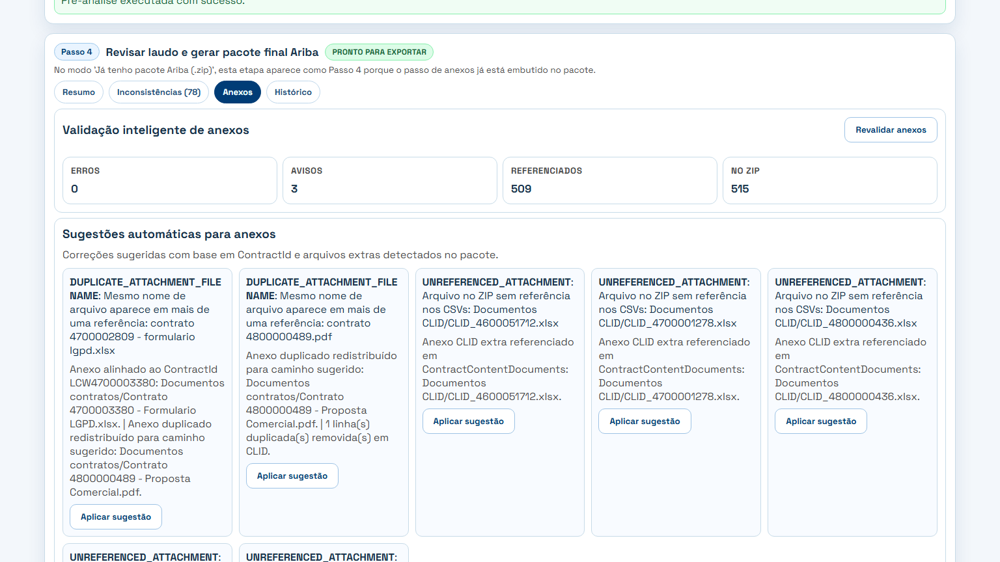 Pré-análise executada com sucesso.
Passo 4
Revisar laudo e gerar pacote final Ariba
PRONTO PARA EXPORTAR
No modo 'Já tenho pacote Ariba (.zip)', esta etapa aparece como Passo 4 porque o passo de anexos já está embutido no pacote.
Resumo
Inconsistências (78)
Anexos
Histórico
Validação inteligente de anexos
Revalidar anexos
ERROS
0
AVISOS
3
REFERENCIADOS
509
NO ZIP
515
Sugestões automáticas para anexos
Correções sugeridas com base em ContractId e arquivos extras detectados no pacote.
DUPLICATE_ATTACHMENT_FILE
NAME: Mesmo nome de
arquivo aparece em mais de
uma referência: contrato
4700002809 - formulario
lgpd.xlsx
Anexo alinhado ao ContractId
LCW4700003380: Documentos
contratos/Contrato
4700003380 - Formulario
LGPD.xlsx. | Anexo duplicado
redistribuído para caminho
sugerido: Documentos
contratos/Contrato
4800000489 - Proposta
Comercial.pdf.
Aplicar sugestão
DUPLICATE_ATTACHMENT_FILE
NAME: Mesmo nome de
arquivo aparece em mais de
uma referência: contrato
4800000489.pdf
Anexo duplicado redistribuído
para caminho sugerido:
Documentos
contratos/Contrato
4800000489 - Proposta
Comercial.pdf. | 1 linha(s)
duplicada(s) removida(s) em
CLID.
Aplicar sugestão
UNREFERENCED_ATTACHMENT:
Arquivo no ZIP sem referência
nos CSVs: Documentos
CLID/CLID_4600051712.xlsx
Anexo CLID extra referenciado
em
ContractContentDocuments:
Documentos
CLID/CLID_4600051712.xlsx.
Aplicar sugestão
UNREFERENCED_ATTACHMENT:
Arquivo no ZIP sem referência
nos CSVs: Documentos
CLID/CLID_4700001278.xlsx
Anexo CLID extra referenciado
em
ContractContentDocuments:
Documentos
CLID/CLID_4700001278.xlsx.
Aplicar sugestão
UNREFERENCED_ATTACHMENT:
Arquivo no ZIP sem referência
nos CSVs: Documentos
CLID/CLID_4800000436.xlsx
Anexo CLID extra referenciado
em
ContractContentDocuments:
Documentos
CLID/CLID_4800000436.xlsx.
Aplicar sugestão
UNREFERENCED_ATTACHMENT:
UNREFERENCED_ATTACHMENT: